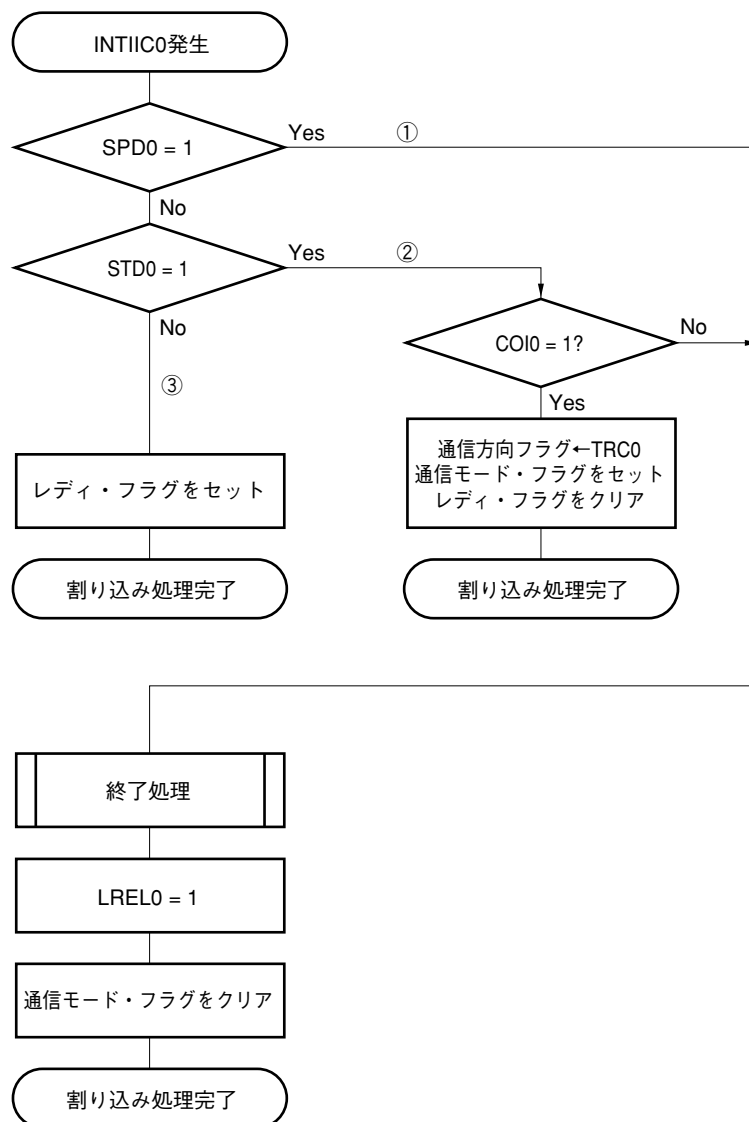 INTIIC0発生
SPD0 = 1
Yes
①
No
STD0 = 1
Yes
②
No
COI0 = 1?
No
Yes
③
通信方向フラグ←TRC0
通信モード・フラグをセット
レディ・フラグをクリア
レディ・フラグをセット
割り込み処理完了
割り込み処理完了
終了処理
LREL0 = 1
通信モード・フラグをクリア
割り込み処理完了